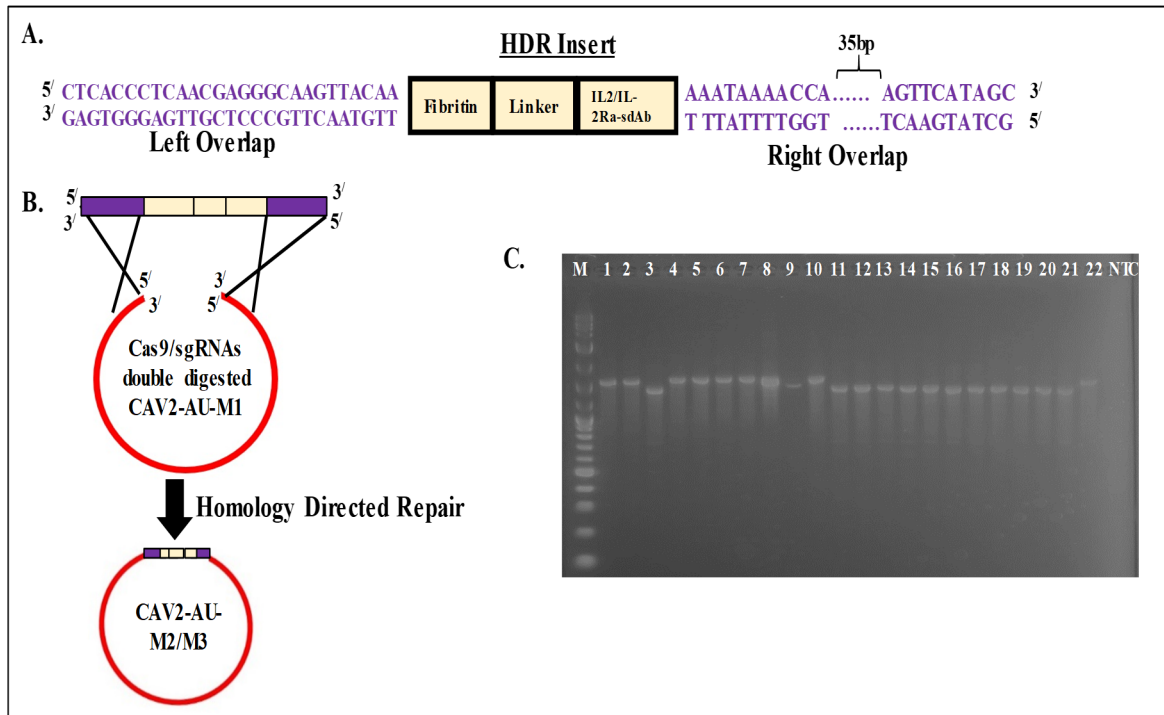 A.
HDR Insert
35bp
5/ CTCACCCTCAACGAGGGCAAGTTACAA
3/ GAGTGGGAGTTGCTCCCGTTCAATGTT
Left Overlap
Fibritin
Linker
IL2/IL-
2Ra-sdAb
AAATAAAACCA...... AGTTCATAGC 3/
T TTATTTTGGT ......TCAAGTATCG 5/
Right Overlap
B.
5/ 3/
3/ 5/
5/ 3/
3/ 5/
Cas9/sgRNAs
double digested
CAV2-AU-M1
Homology Directed Repair
CAV2-AU-
M2/M3
C.
M 1 2 3 4 5 6 7 8 9 10 11 12 13 14 15 16 17 18 19 20 21 22 NTC